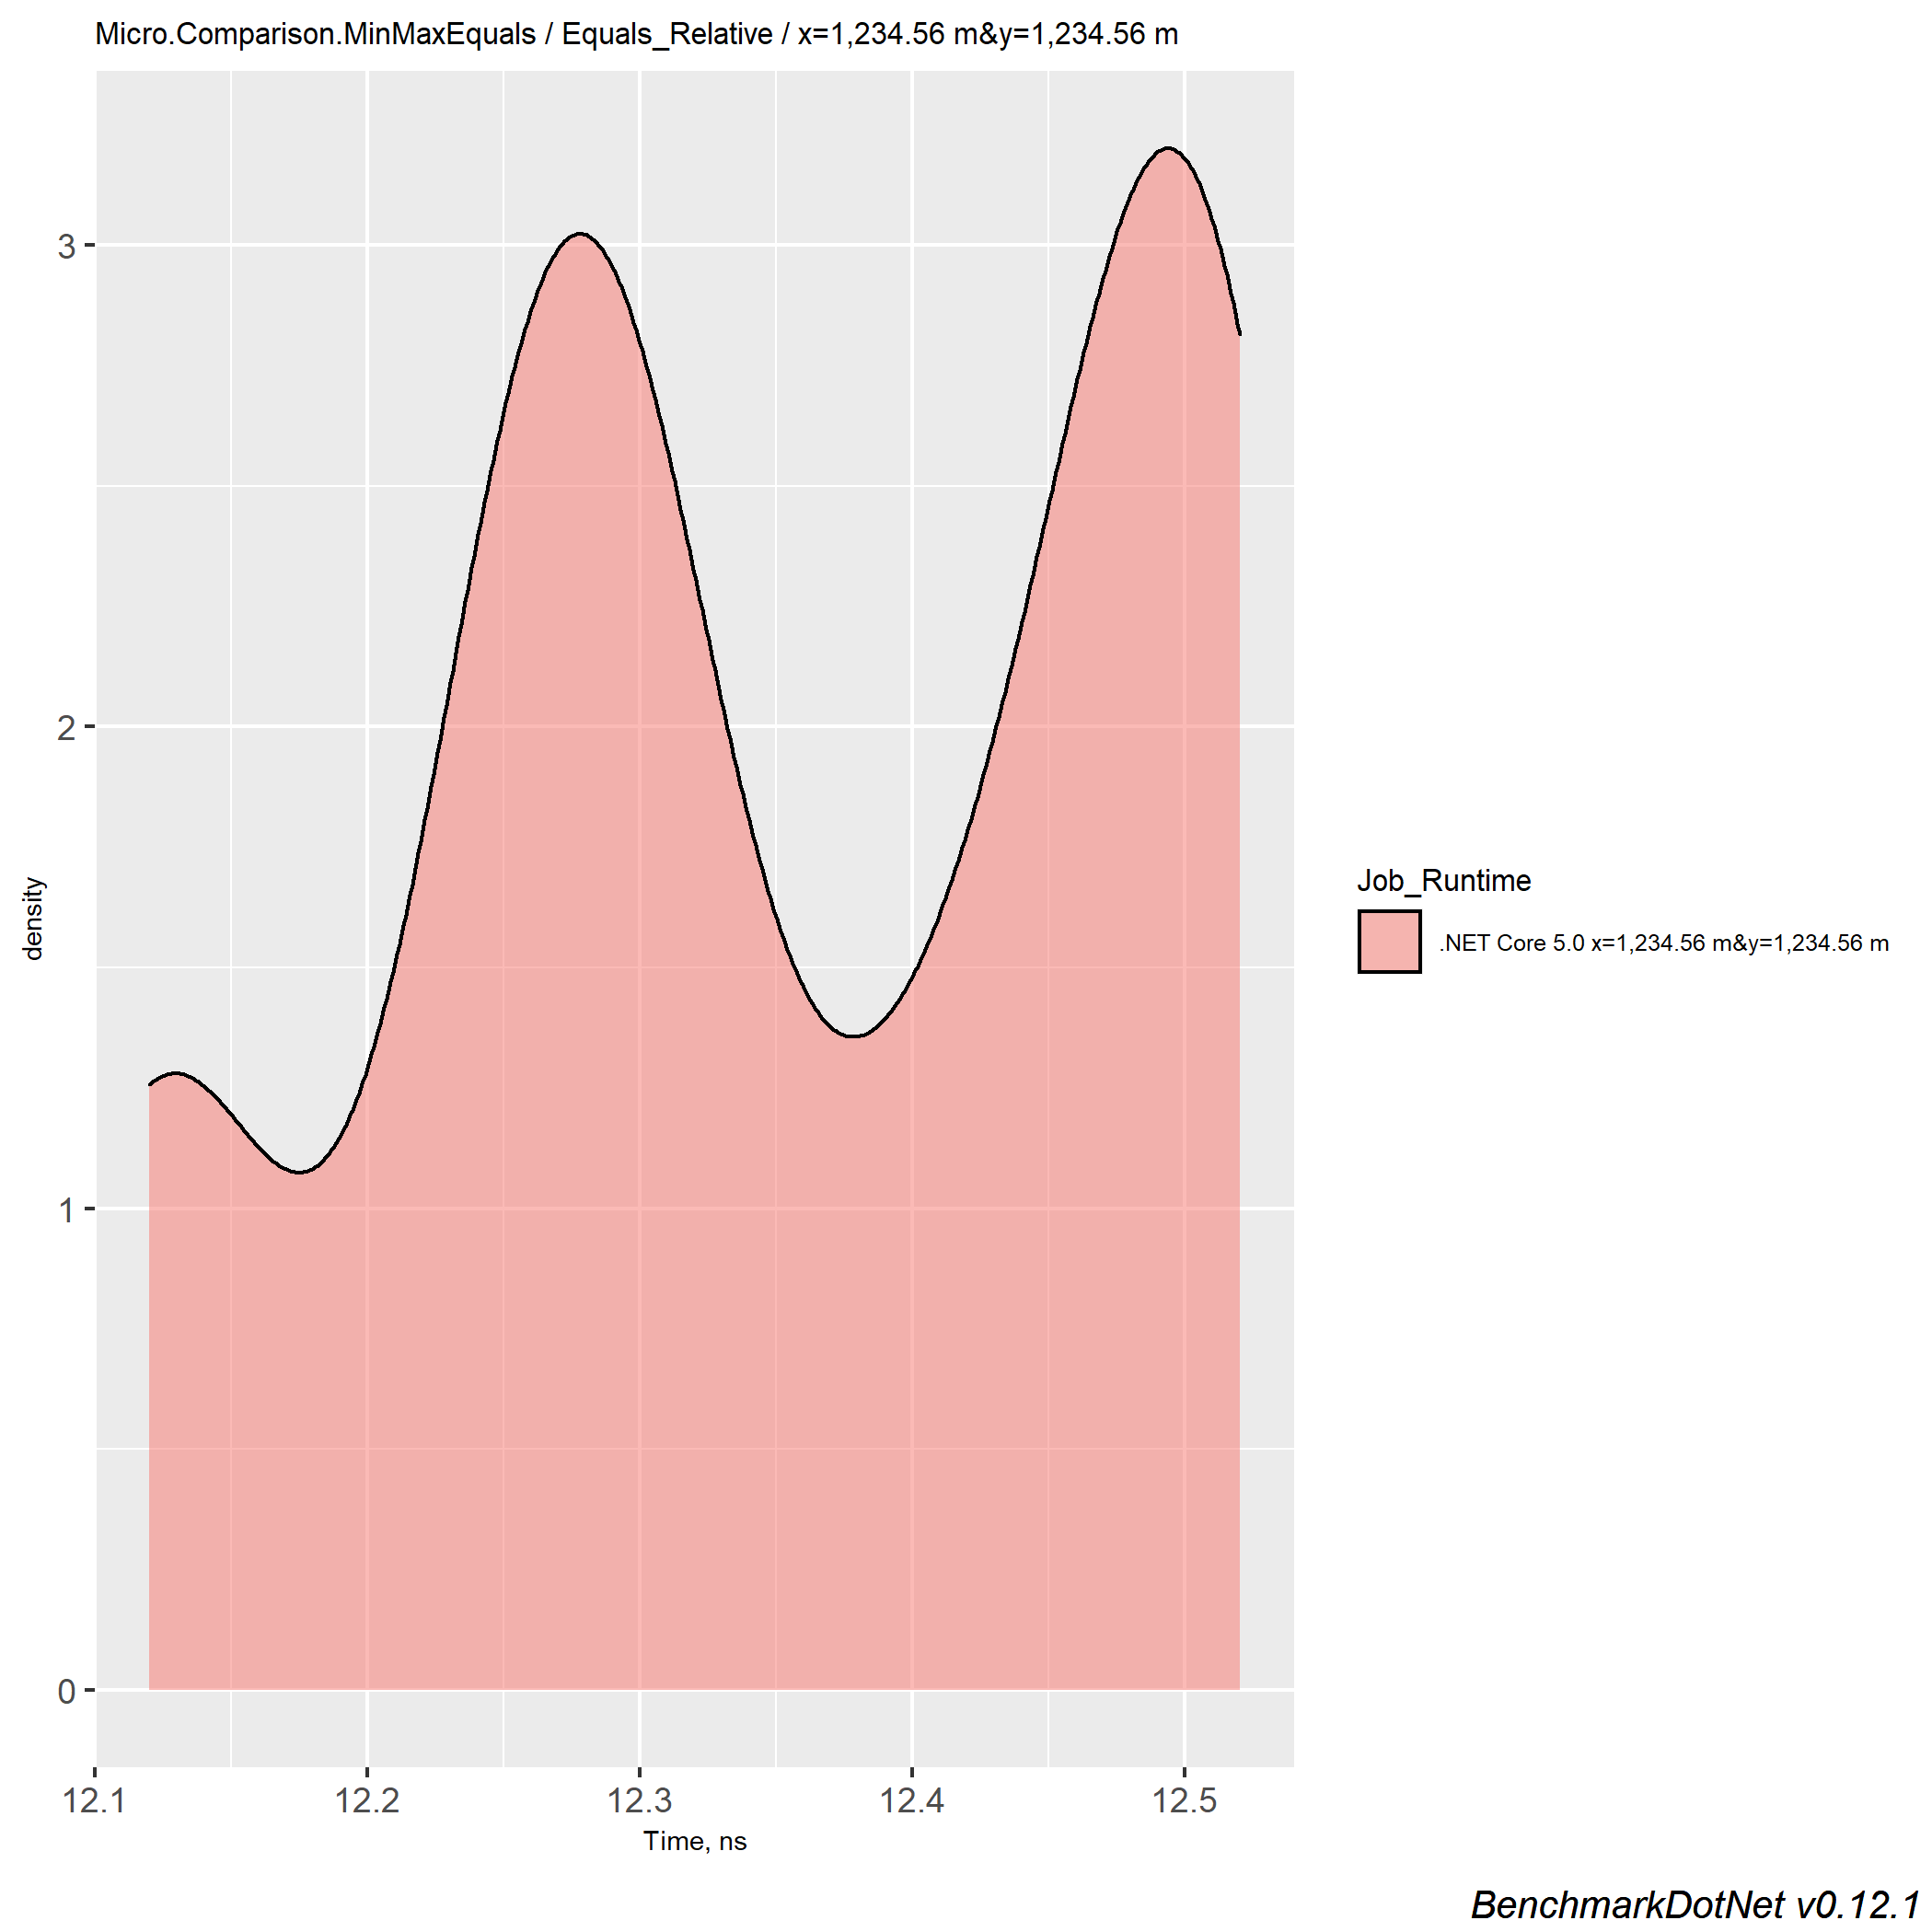 Micro.Comparison.MinMaxEquals / Equals_Relative / x=1,234.56 m&y=1,234.56 m
3
2
1
0
density
12.1 12.2 12.3 12.4 12.5
Time, ns
Job_Runtime
.NET Core 5.0 x=1,234.56 m&y=1,234.56 m
BenchmarkDotNet v0.12.1